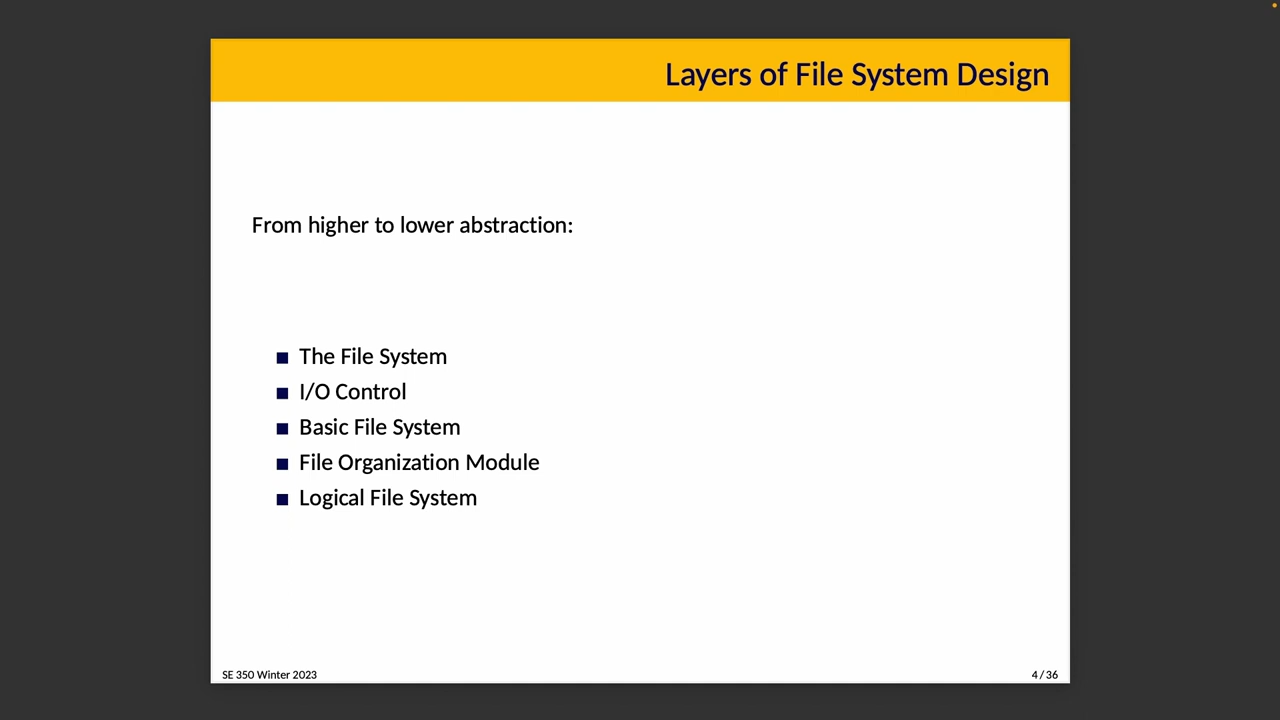 Layers of File System Design
From higher to lower abstraction:
The File System
I/O Control
Basic File System
File Organization Module
Logical File System
SE 350 Winter 2023
4 / 36